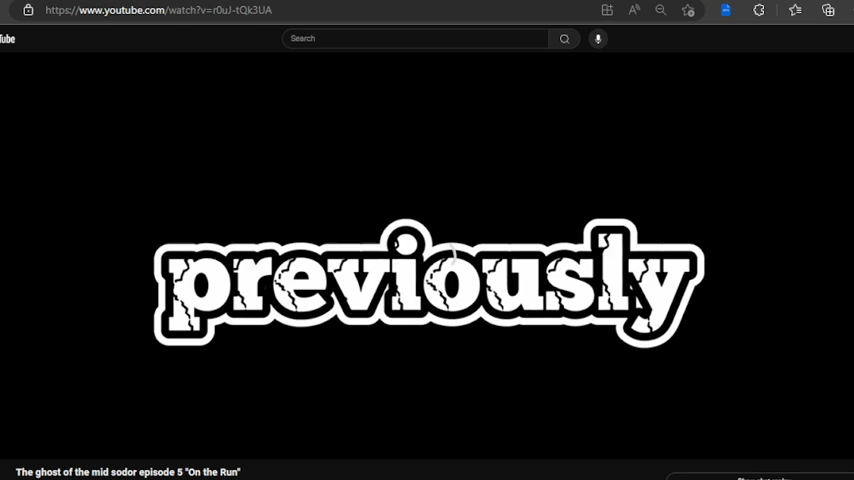 https://www.youtube.com/watch?v=r0uJ-tQk3UA
Tube
Search
previously
The ghost of the mid sodor episode 5 "On the Run"